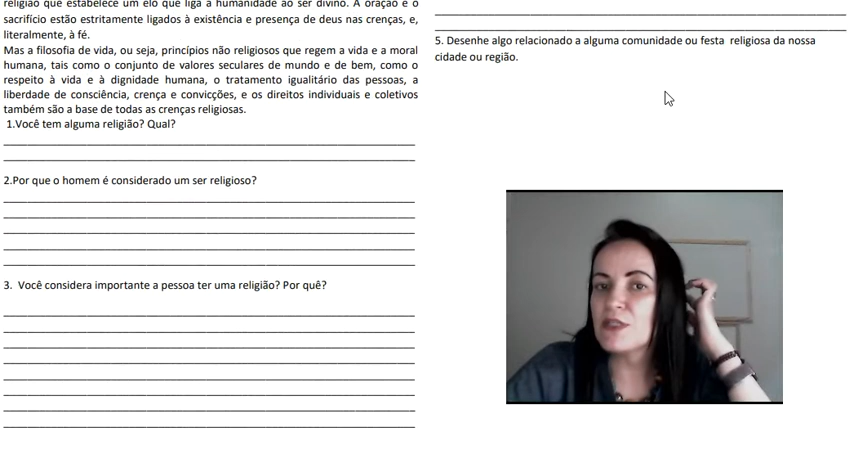 religião que estabelece um elo que liga a humanidade ao ser divino. A oração e o
sacrifício estão estritamente ligados à existência e presença de deus nas crenças, e,
literalmente, à fé.
Mas a filosofia de vida, ou seja, princípios não religiosos que regem a vida e a moral
humana, tais como o conjunto de valores seculares de mundo e de bem, como o
respeito à vida e à dignidade humana, o tratamento igualitário das pessoas, a
liberdade de consciência, crença e convicções, e os direitos individuais e coletivos
também são a base de todas as crenças religiosas.
1.Você tem alguma religião? Qual?
2.Por que o homem é considerado um ser religioso?
3. Você considera importante a pessoa ter uma religião? Por quê?
5. Desenhe algo relacionado a alguma comunidade ou festa religiosa da nossa
cidade ou região.